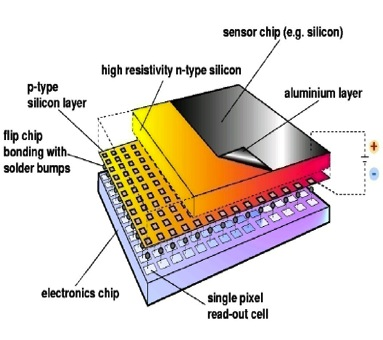 sensor chip (e.g. silicon)
high resistivity n-type silicon
p-type
silicon layer
aluminium layer
flip chip
bonding with
solder bumps
+
-
electronics chip
single pixel
read-out cell